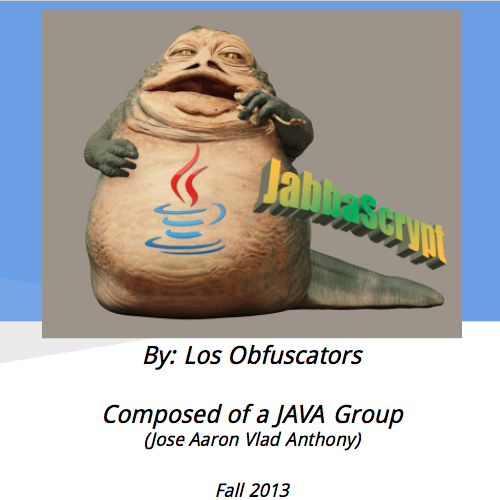 JabbaScrypt
By: Los Obfuscators
Composed of a JAVA Group
(Jose Aaron Vlad Anthony)
Fall 2013